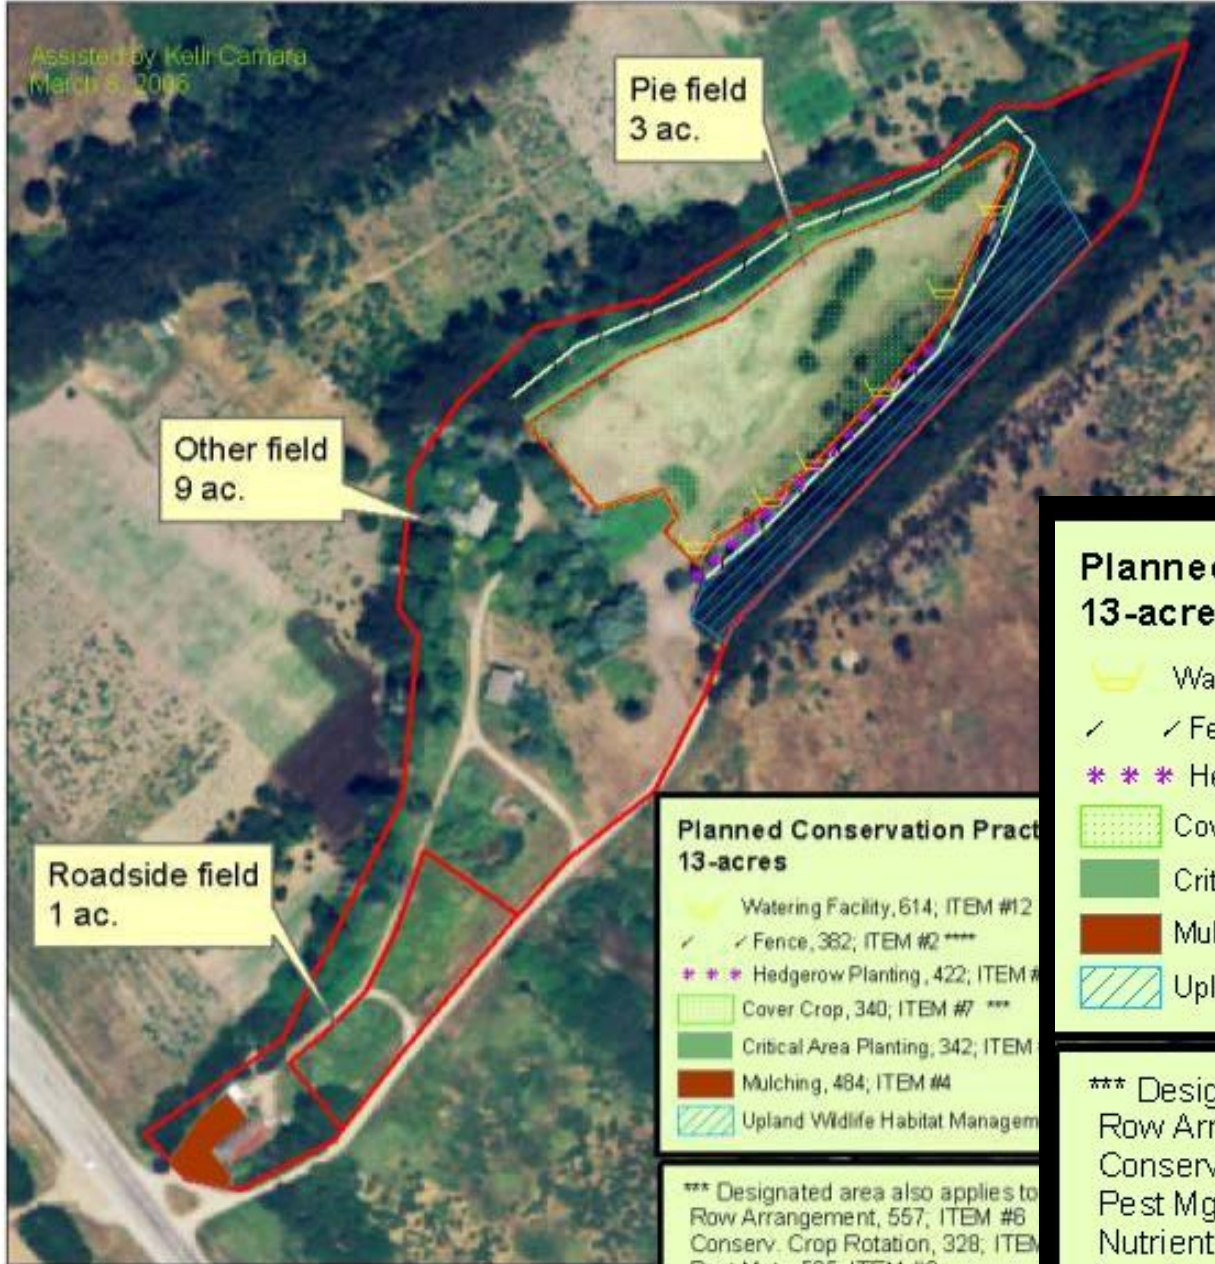 Assisted by Kelli Camara
March 6, 2006
Pie field
3 ac.
Other field
9 ac.
Roadside field
1 ac.
Planned Conservation Pract
13-acres
Watering Facility, 614; ITEM #12
Fence, 382; ITEM #2 ****
Hedgerow Planting, 422; ITEM #
Cover Crop, 340; ITEM #7 ***
Critical Area Planting, 342; ITEM
Mulching, 484; ITEM #4
Upland Wildlife Habitat Managem
*** Designated area also applies to
Row Arrangement, 557; ITEM #6
Conserv. Crop Rotation, 328; ITEM
Planne
13-acre
Wa
Fe
He
Cov
Crit
Mul
Upl
*** Desig
Row Arr
Conserv
Pest Mg
Nutrient